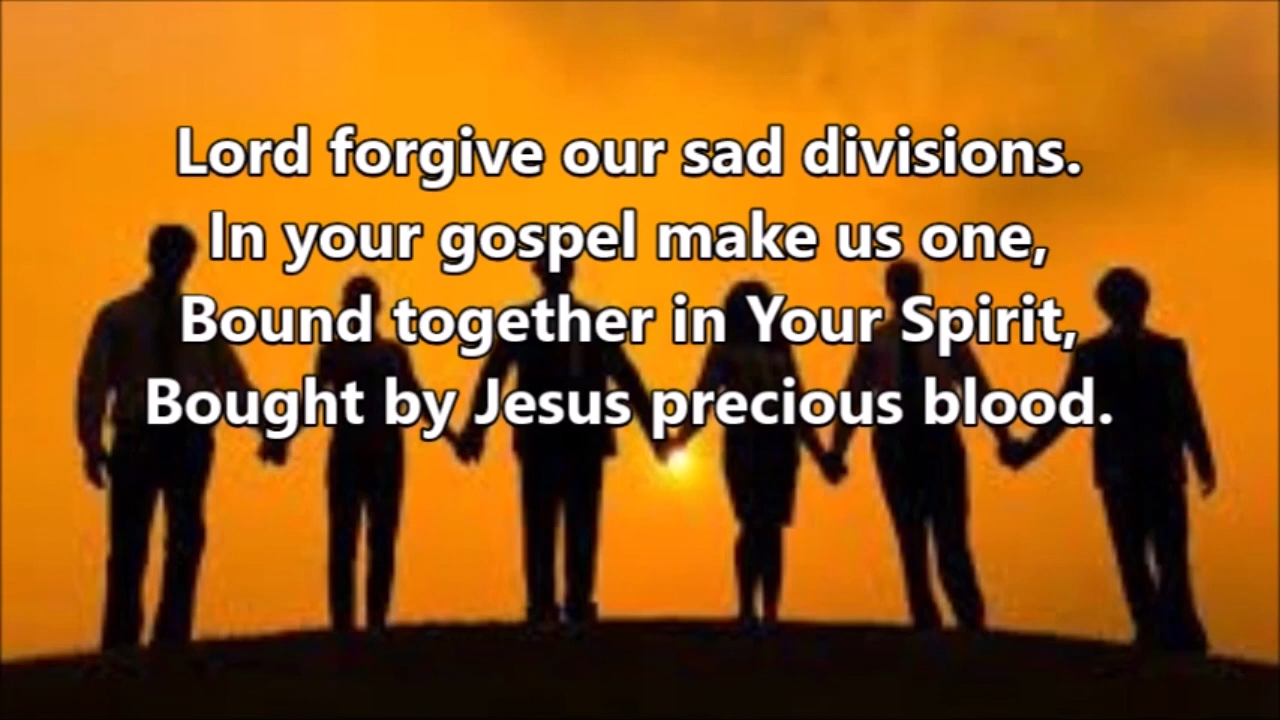 Lord forgive our sad divisions.
In your gospel make us one,
Bound together in Your Spirit,
Bought by Jesus precious blood.